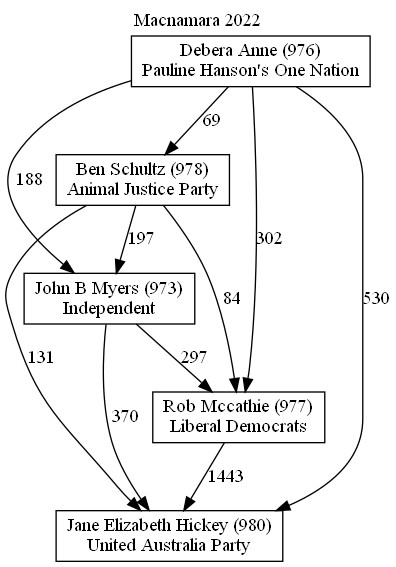 Macnamara 2022
Debera Anne (976)
Pauline Hanson's One Nation
69
Ben Schultz (978)
Animal Justice Party
188
197
302
530
84
John B Myers (973)
Independent
131
297
370
Rob Mccathie (977)
Liberal Democrats
1443
Jane Elizabeth Hickey (980)
United Australia Party